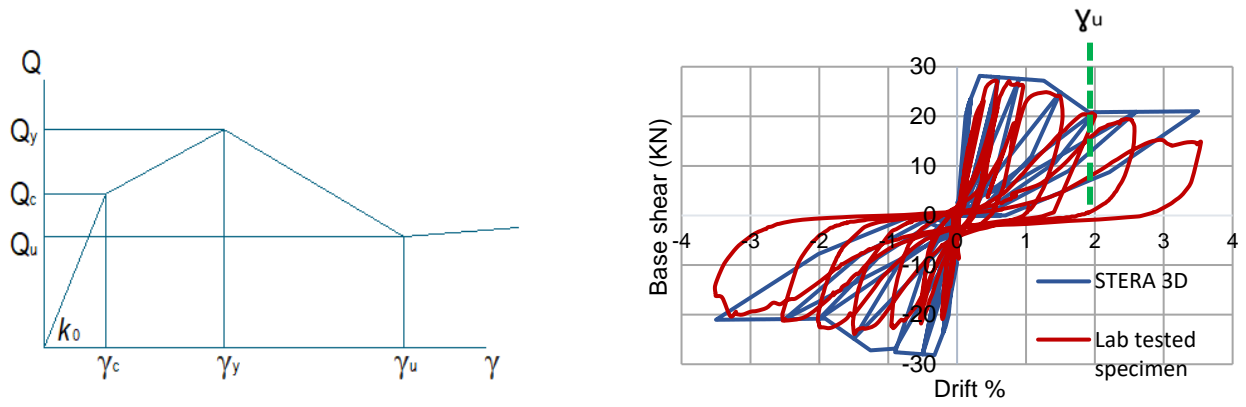 Q
Qy
Qc
Qu
k0
γc
γy
γu
γ
ɣu
Base shear (KN)
30
20
10
0
-10
-20
-30
-4
-3
-2
-1
0
1
2
3
4
Drift %
STERA 3D
Lab tested
specimen